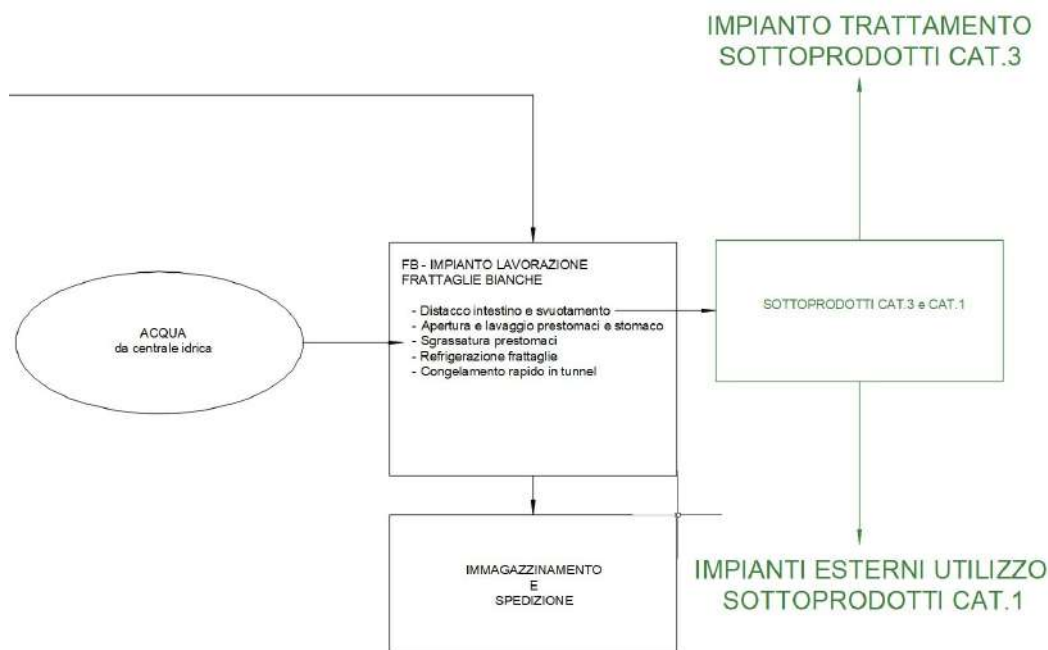 IMPIANTO TRATTAMENTO
SOTTOPRODOTTI CAT.3
FB - IMPIANTO LAVORAZIONE
FRATTAGLIE BIANCHE
- Distacco intestino e svuotamento
- Apertura e lavaggio prestomaci e stomaco
- Sgrassatura prestomaci
- Refrigerazione frattaglie
- Congelamento rapido in tunnel
SOTTOPRODOTTI CAT.3 e CAT.1
ACQUA
da centrale idrica
IMMAGAZZINAMENTO
E
SPEDIZIONE
IMPIANTI ESTERNI UTILIZZO
SOTTOPRODOTTI CAT.1